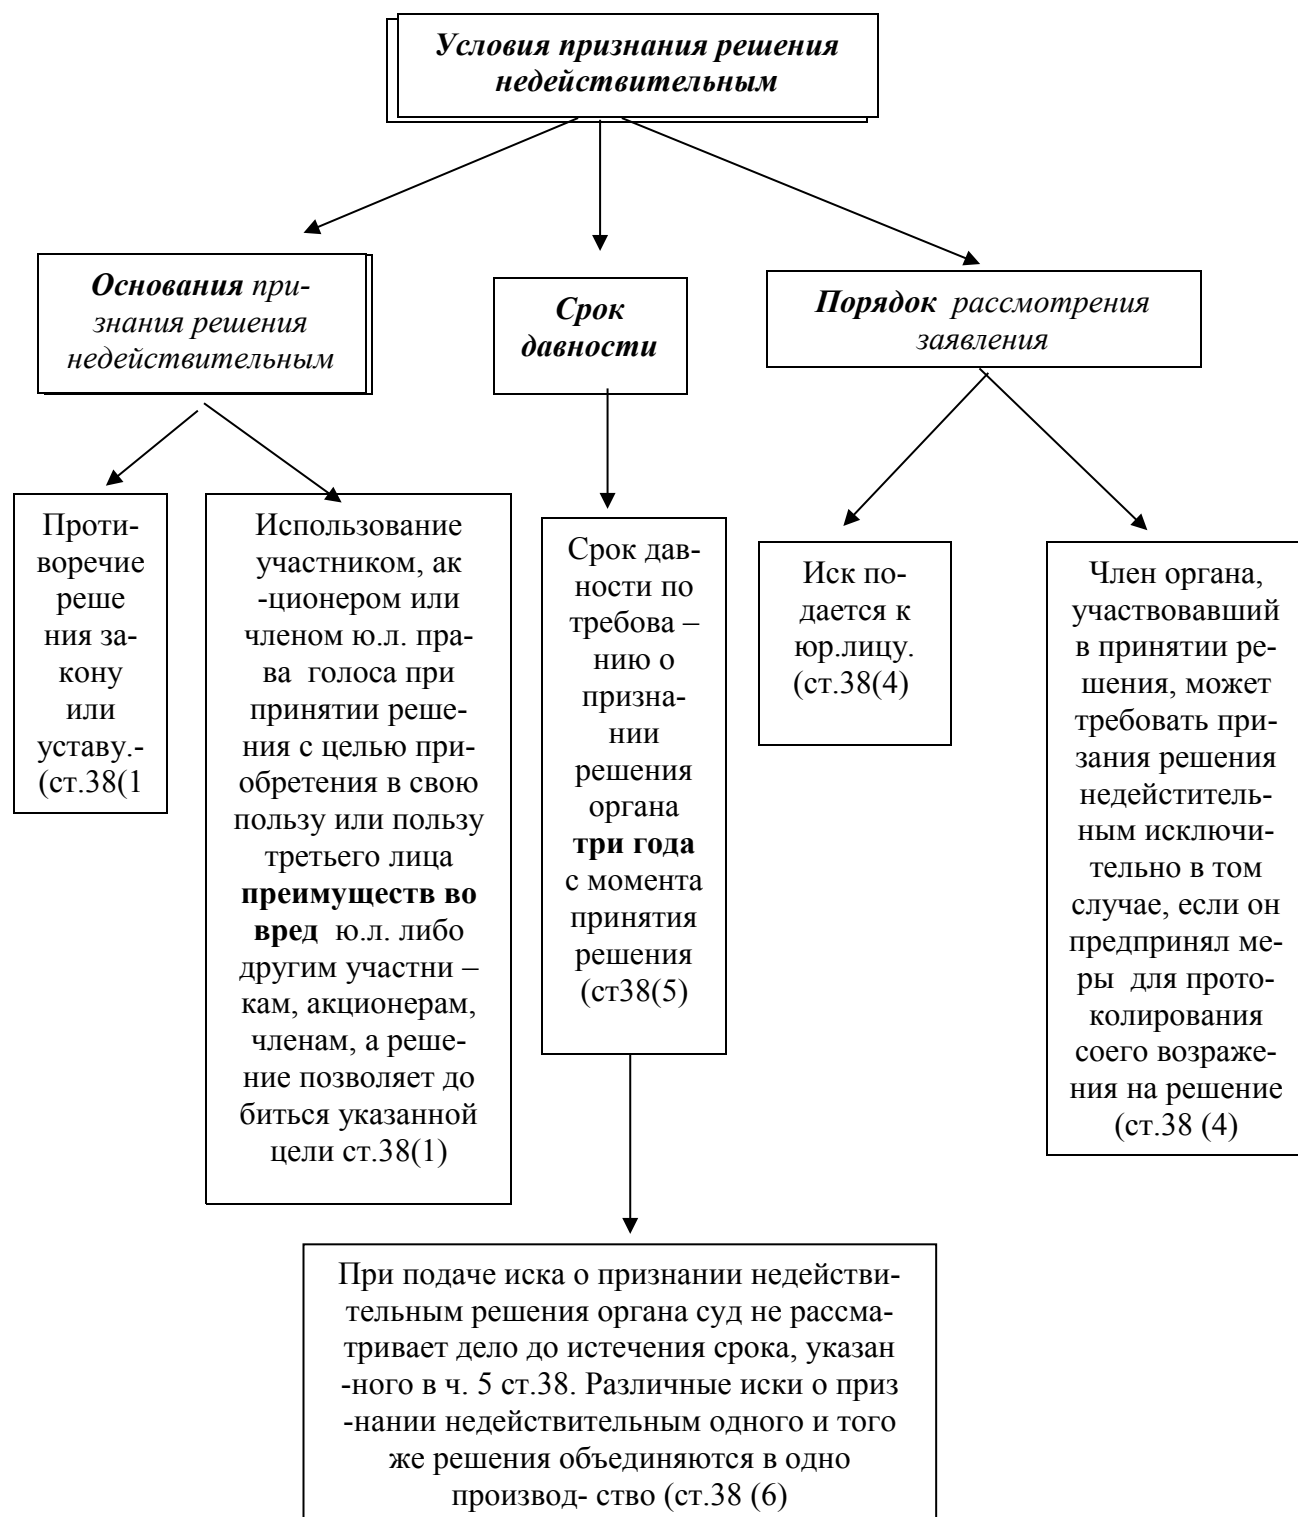 Условия признания решения
недействительным
Основания при-
знания решения
недействительным
Срок
давности
Порядок рассмотрения
заявления
Проти-
воречие
реше
ния за-
кону
или
уставу.-
(ст.38(1
Использование
участником, ак
-ционером или
членом ю.л. пра-
ва голоса при
принятии реше-
ния с целью при-
обретения в свою
пользу или пользу
третьего лица
преимуществ во
вред ю.л. либо
другим участни –
кам, акционерам,
членам, а реше-
ние позволяет до
биться указанной
цели ст.38(1)
Срок дав-
ности по
требова –
нию о
призна-
нии
решения
органа
три года
с момента
принятия
решения
(ст38(5)
Иск по-
дается к
юр.лицу.
(ст.38(4)
Член органа,
участвовавший
в принятии ре-
шения, может
требовать при-
зания решения
недейститель-
ным исключи-
тельно в том
случае, если он
предпринял ме-
ры для прото-
колирования
соего возраже-
ния на решение
(ст.38 (4)
При подаче иска о признании недействи-
тельным решения органа суд не рассма-
тривает дело до истечения срока, указан
-ного в ч. 5 ст.38. Различные иски о приз
-нании недействительным одного и того
же решения объединяются в одно
производ- ство (ст.38 (6)